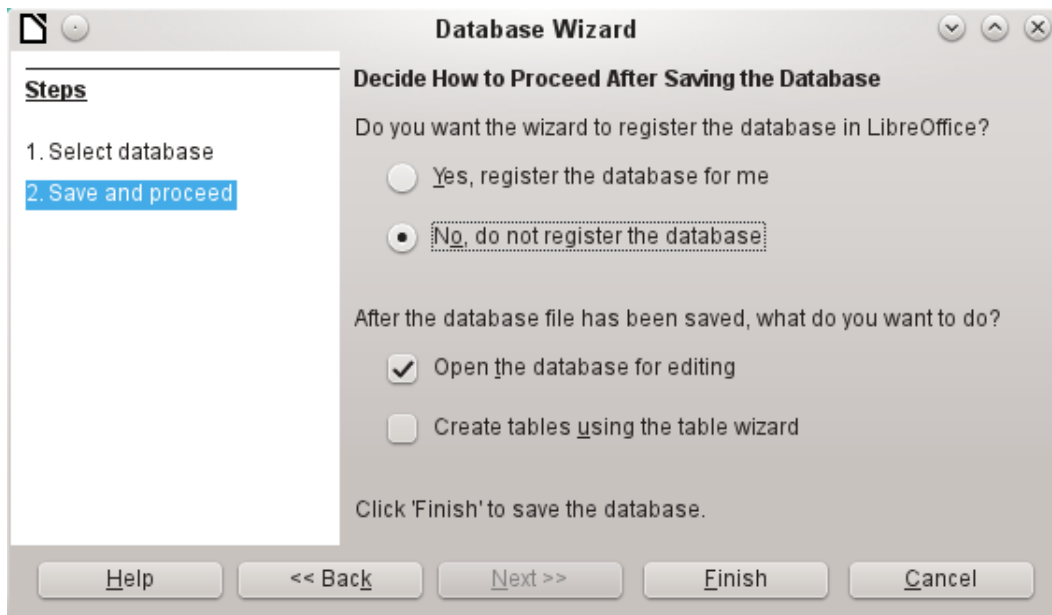 Database Wizard
Steps
1. Select database
2. Save and proceed
Decide How to Proceed After Saving the Database
Do you want the wizard to register the database in LibreOffice?
Yes, register the database for me
No, do not register the database
After the database file has been saved, what do you want to do?
Open the database for editing
Create tables using the table wizard
Click 'Finish' to save the database.
Help
<< Back
Next >>
Finish
Cancel